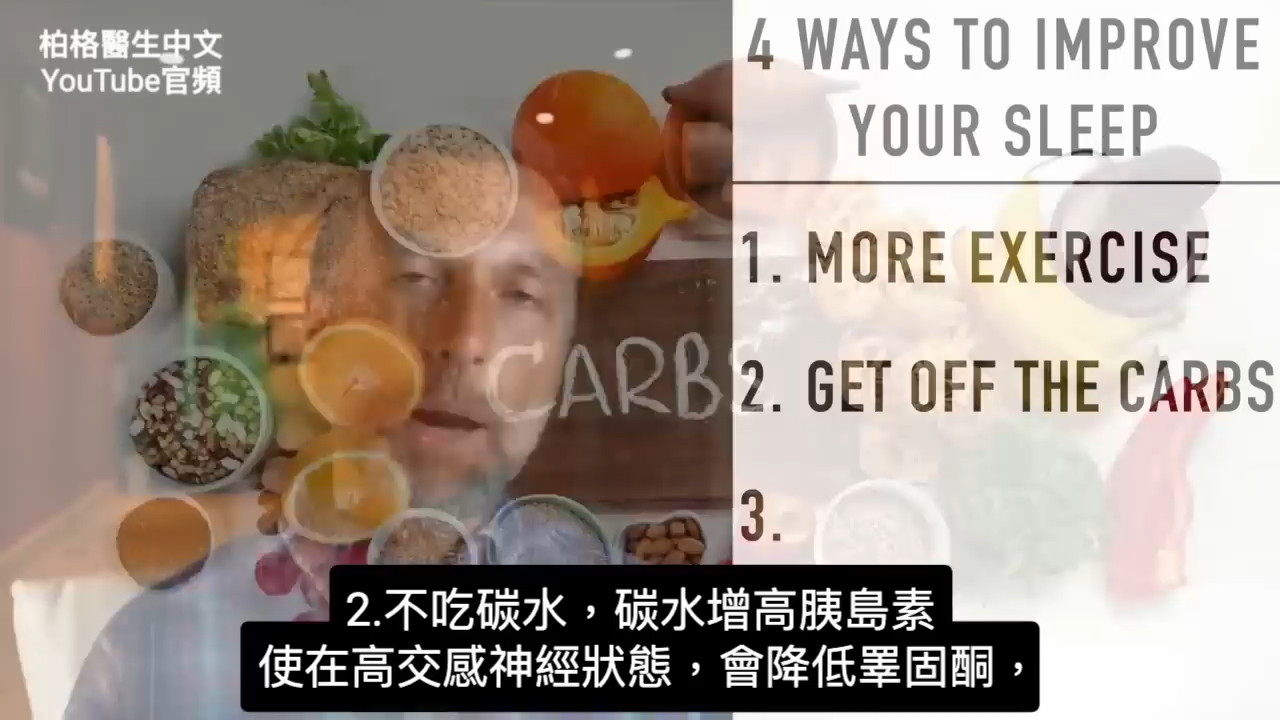 柏格醫生中文
YouTube官頻
4 WAYS TO IMPROVE
YOUR SLEEP
1. MORE EXERCISE
2. GET OFF THE CARBS
3.
CARBS
2.不吃碳水，碳水增高胰島素
使在高交感神經狀態，會降低睪固酮，